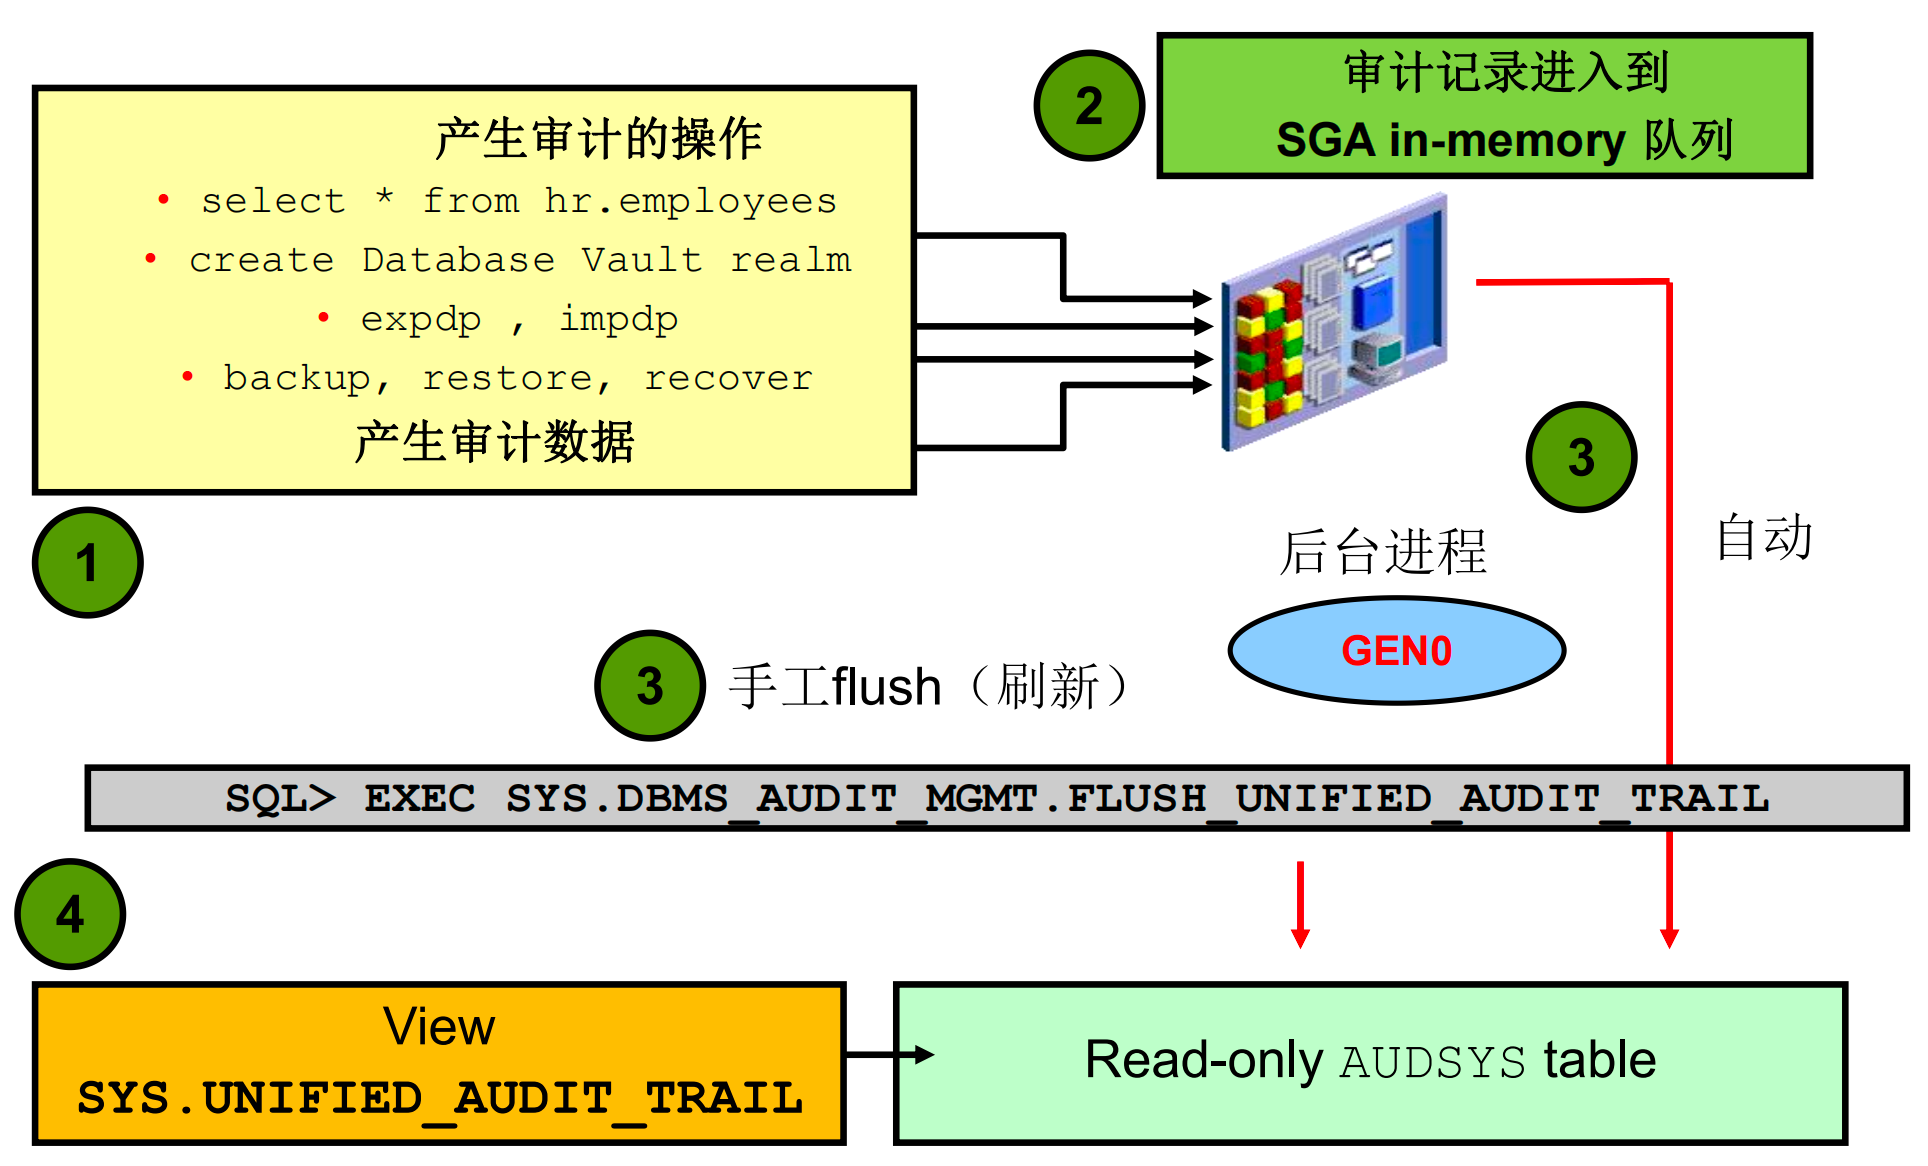 产生审计的操作
• select * from hr.employees
• create Database Vault realm
• expdp , impdp
• backup, restore, recover
产生审计数据
1
2
审计记录进入到
SGA in-memory 队列
3
自动
后台进程
GEN0
3
手工flush（刷新）
SQL> EXEC SYS.DBMS_AUDIT_MGMT.FLUSH_UNIFIED_AUDIT_TRAIL
4
View
SYS.UNIFIED_AUDIT_TRAIL
Read-only AUDSYS table